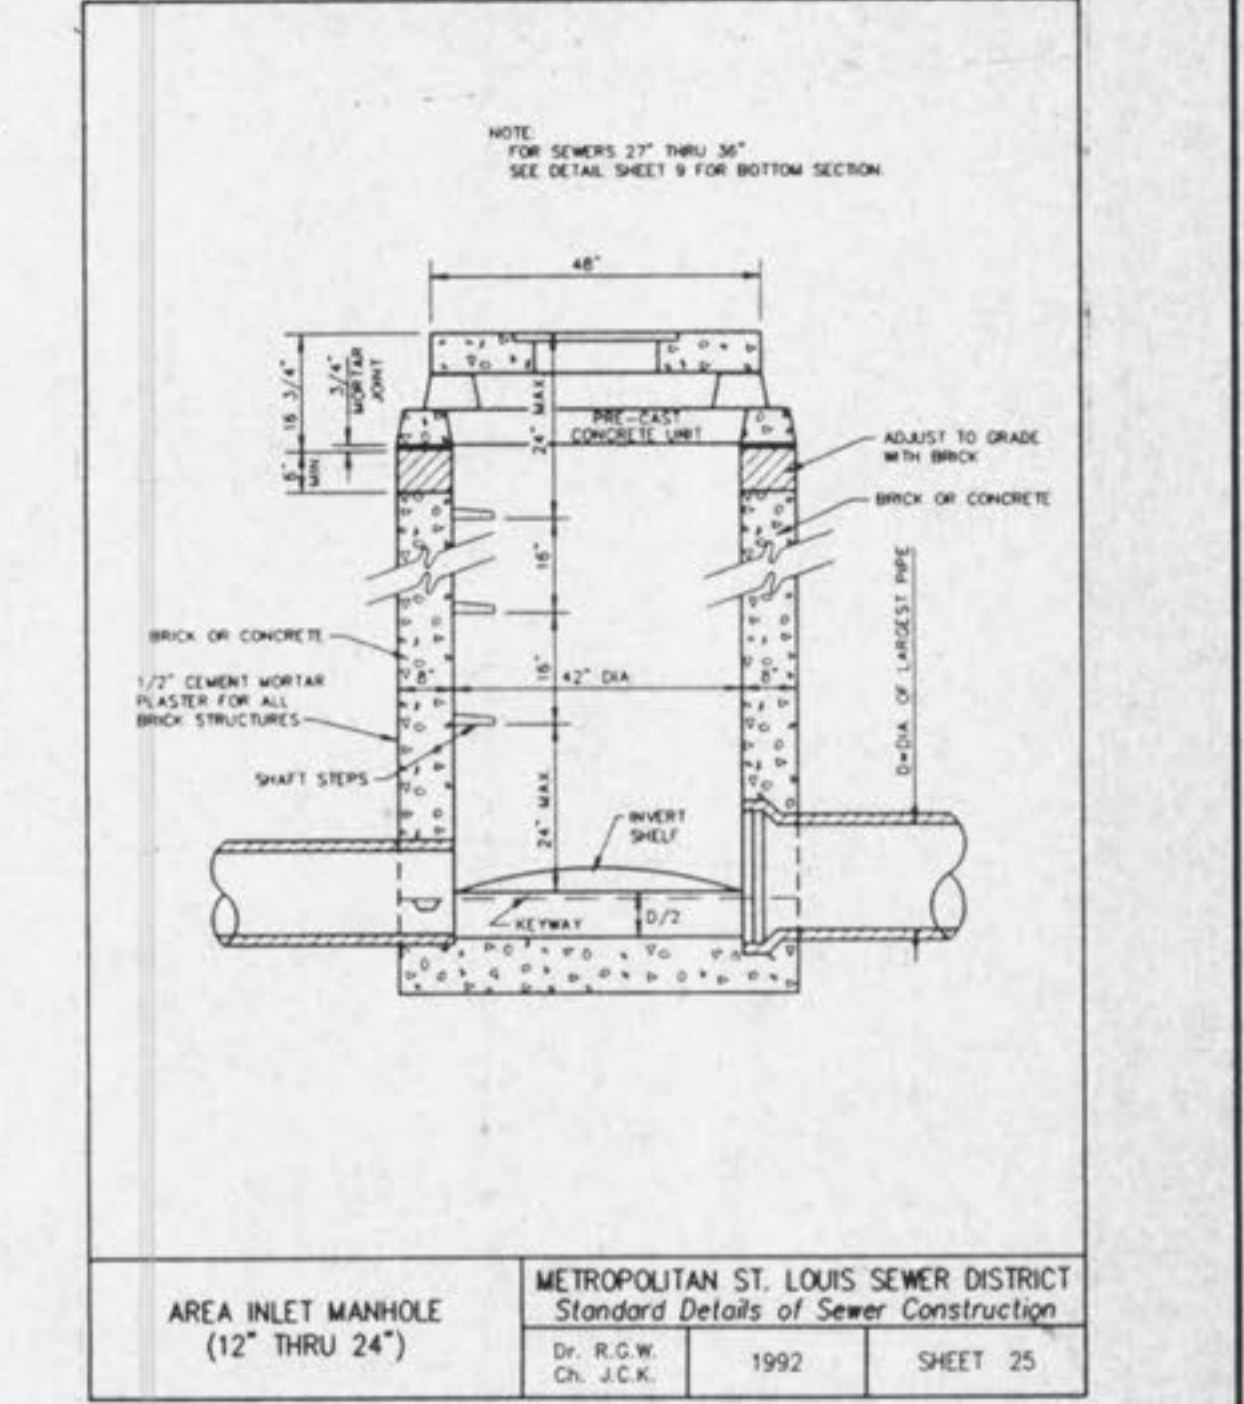 NOTE:
FOR SEWERS 27" THRU 36"
SEE DETAIL SHEET 9 FOR BOTTOM SECTION.
48"
16 3/4"
3/4"
MORTAR
JOINT
6"
MIN
24" MAX
PRE-CAST
CONCRETE UNIT
ADJUST TO GRADE
WITH BRICK
BRICK OR CONCRETE
16"
D=DIA OF LARGEST PIPE
BRICK OR CONCRETE
1/2" CEMENT MORTAR
PLASTER FOR ALL
BRICK STRUCTURES
8"
16"
42" DIA
8"
SHAFT STEPS
24" MAX
INVERT
SHELF
KEYWAY
D/2
AREA INLET MANHOLE
(12" THRU 24")
METROPOLITAN ST. LOUIS SEWER DISTRICT
Standard Details of Sewer Construction
Dr. R.G.W.
Ch. J.C.K.
1992
SHEET 25